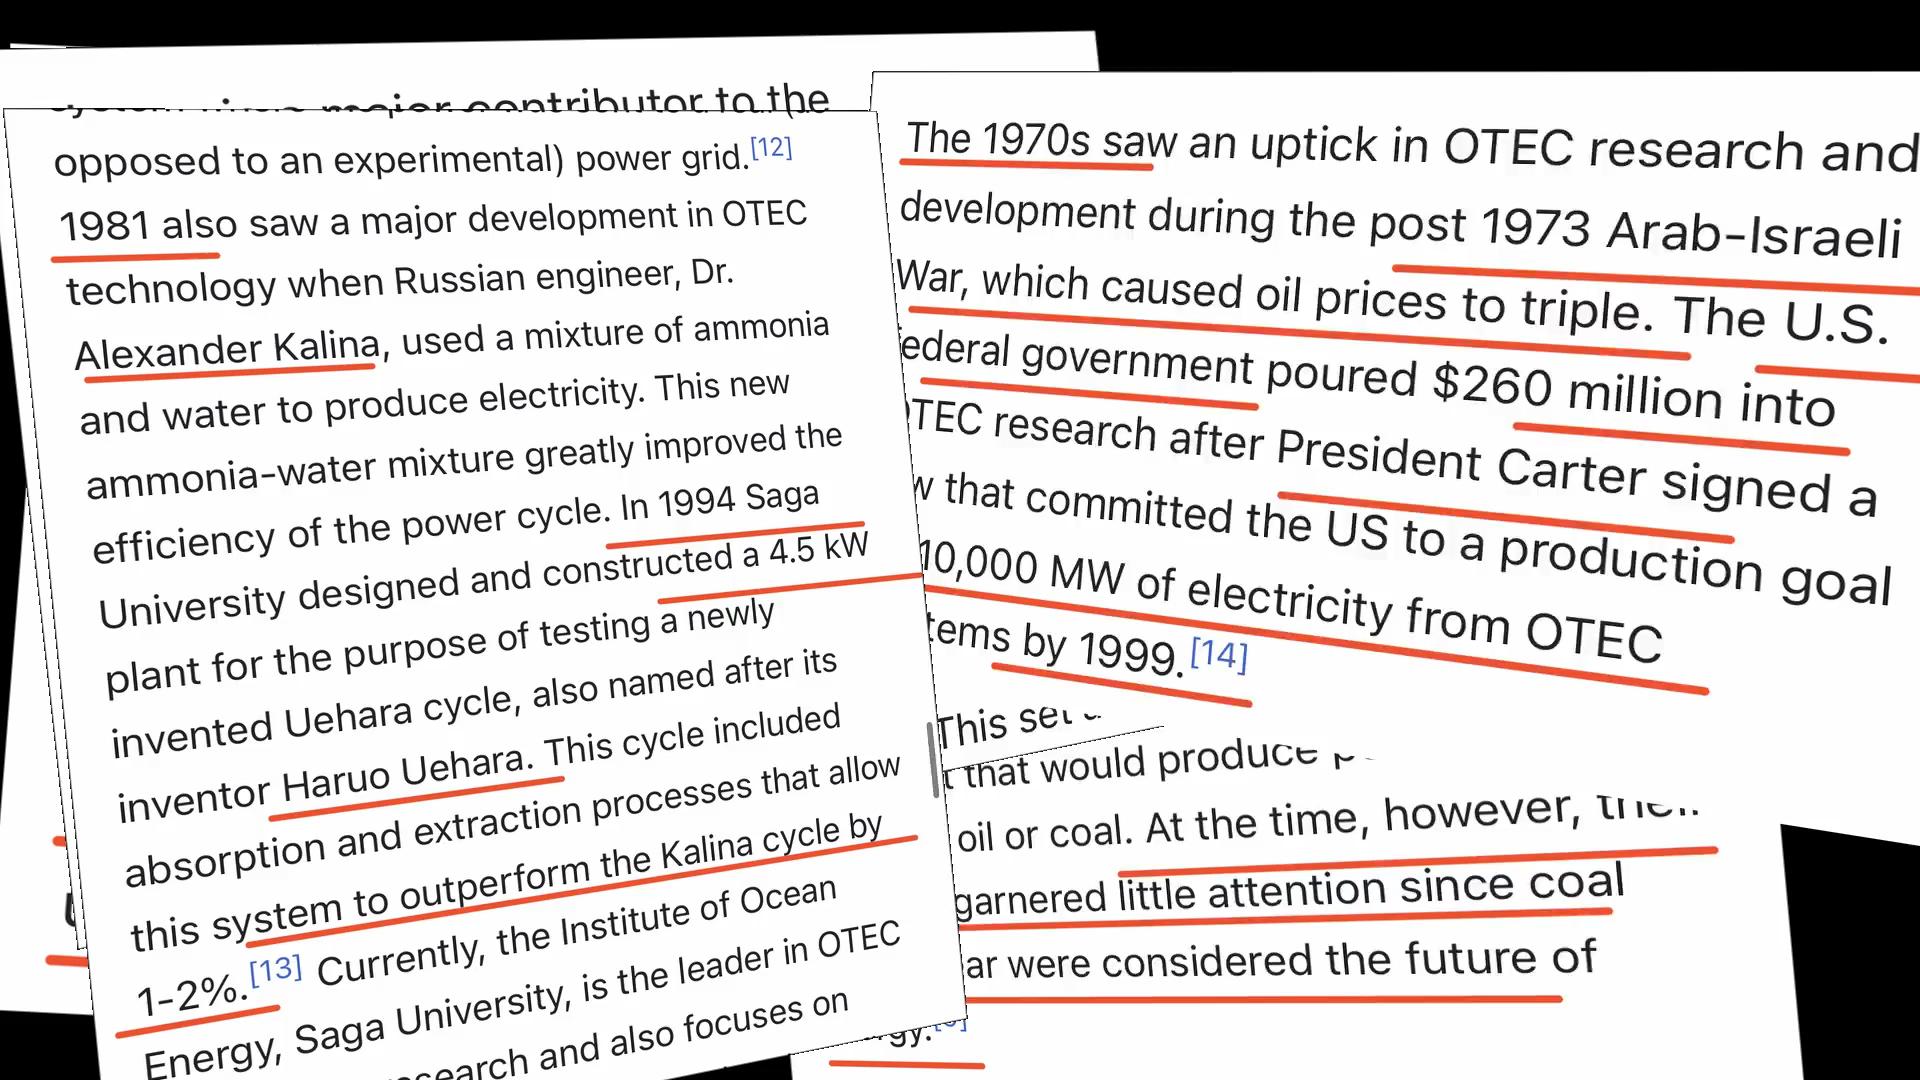 major contributor to the
opposed to an experimental) power grid.[12]
1981 also saw a major development in OTEC
technology when Russian engineer, Dr.
Alexander Kalina, used a mixture of ammonia
and water to produce electricity. This new
ammonia-water mixture greatly improved the
efficiency of the power cycle. In 1994 Saga
University designed and constructed a 4.5 kW
plant for the purpose of testing a newly
invented Uehara cycle, also named after its
inventor Haruo Uehara. This cycle included
absorption and extraction processes that allow
this system to outperform the Kalina cycle by
1-2%.[13] Currently, the Institute of Ocean
Energy, Saga University, is the leader in OTEC
research and also focuses on
The 1970s saw an uptick in OTEC research and
development during the post 1973 Arab-Israeli
War, which caused oil prices to triple. The U.S.
federal government poured $260 million into
OTEC research after President Carter signed a
that committed the US to a production goal
10,000 MW of electricity from OTEC
tems by 1999.[14]
This set
that would produce
oil or coal. At the time, however, their
garnered little attention since coal
ar were considered the future of
gy.